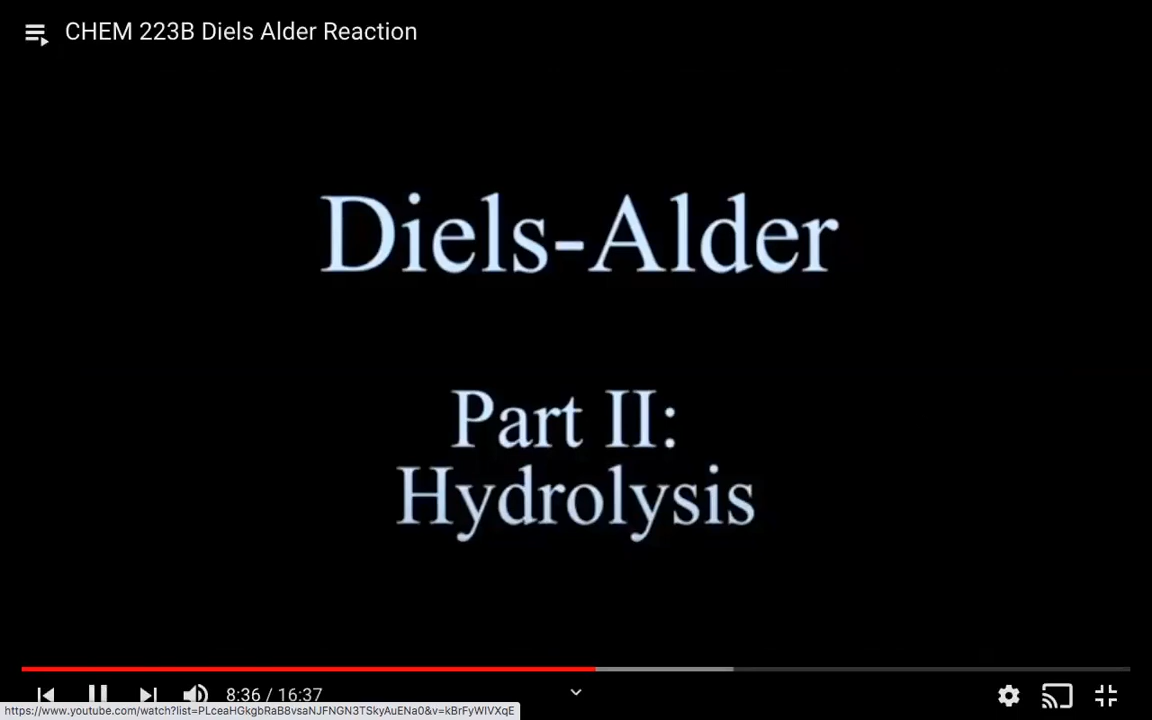 CHEM 223B Diels Alder Reaction
Diels-Alder
Part II:
Hydrolysis
8:36 / 16:37
https://www.youtube.com/watch?list=PLceaHGkgbRaB8vsaNJFNGN3TSkyAuENa0&v=kBrFyWIVXqE